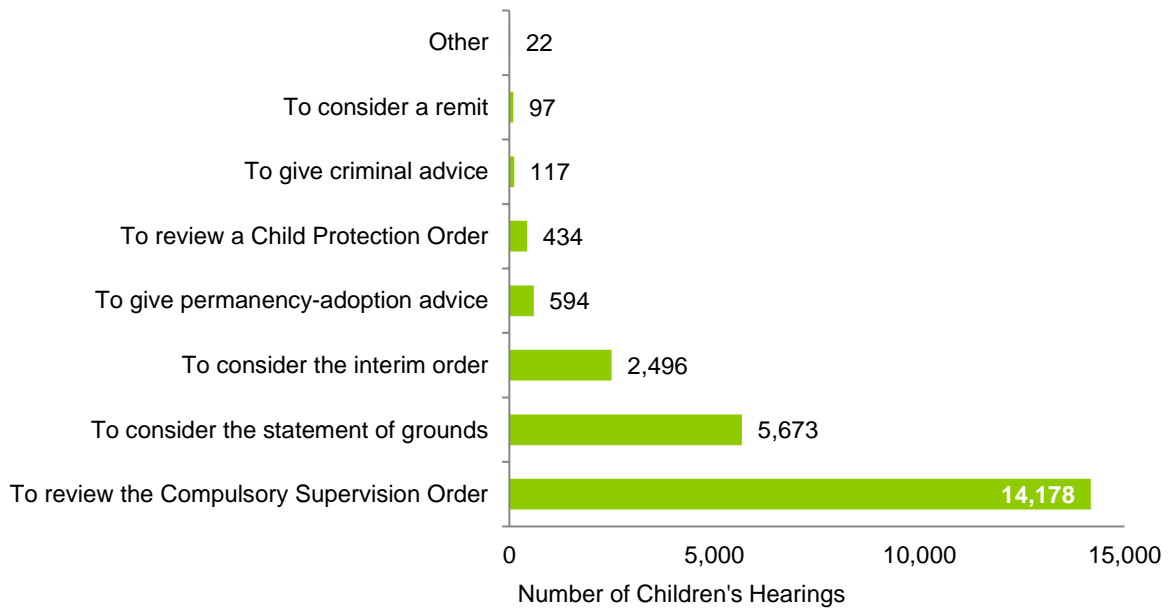 Other 22
To consider a remit 97
To give criminal advice 117
To review a Child Protection Order 434
To give permanency-adoption advice 594
To consider the interim order 2,496
To consider the statement of grounds 5,673
To review the Compulsory Supervision Order 14,178
0 5,000 10,000 15,000
Number of Children's Hearings